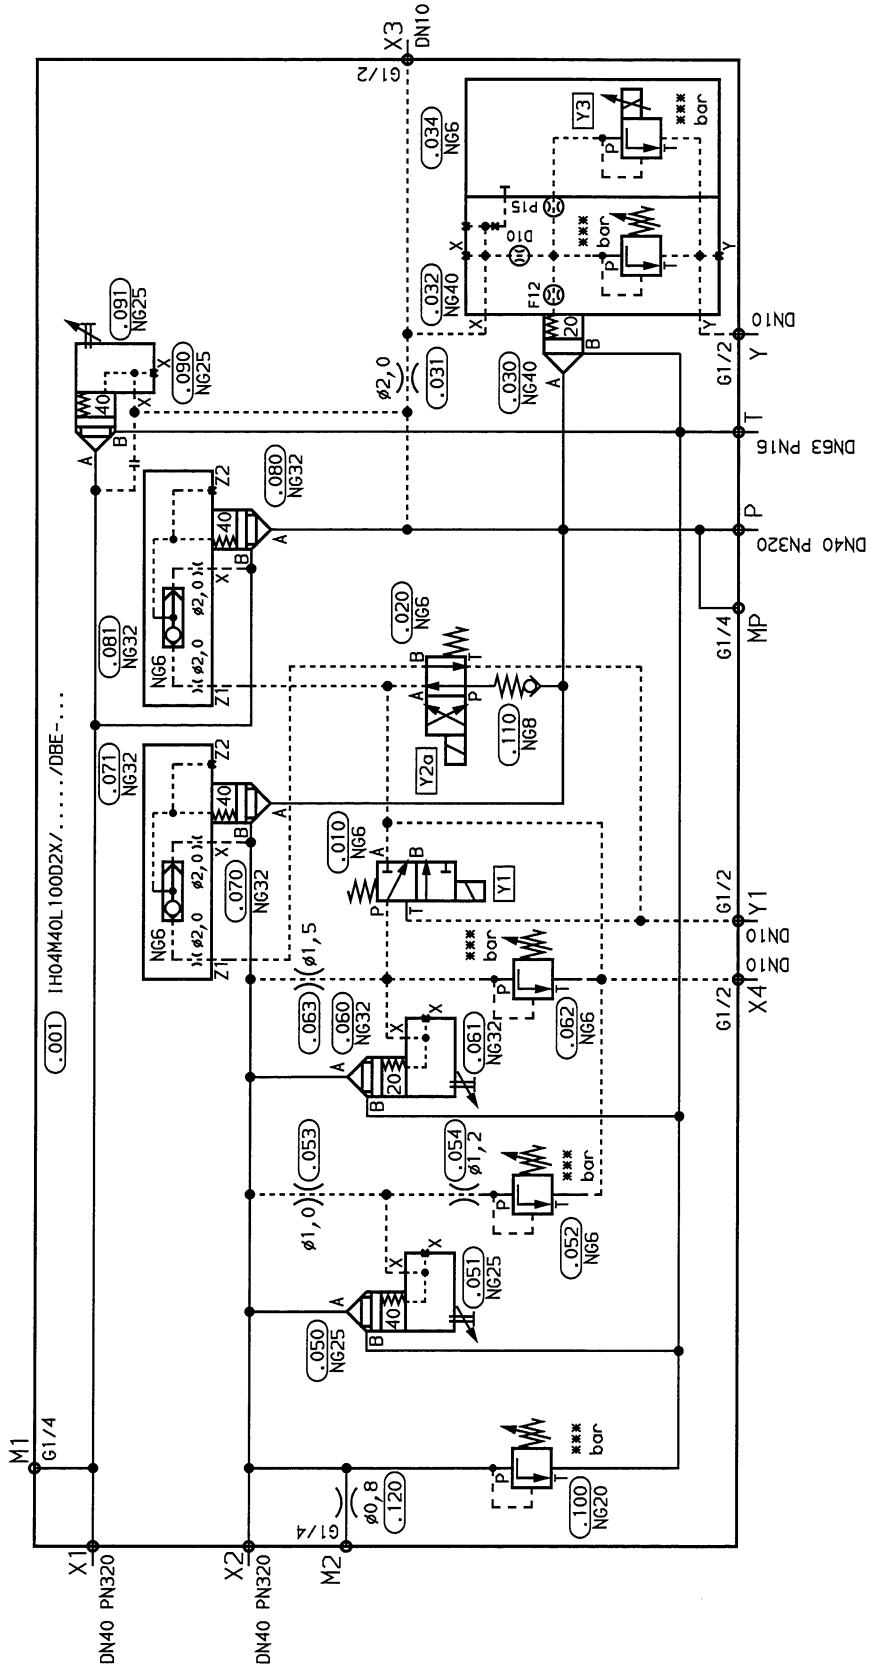 .001 IH04M40L100D2X/...../DBE-...
M1
G1/4
X1
DN40 PN320
X2
DN40 PN320
M2
G1/4
ø0,8
.120
.100
NG20
P
T
***
bar
.050
NG25
A
B
40
X
X
.051
NG25
ø1,0
.053
.054
ø1,2
P
T
***
bar
.052
NG6
.060
NG32
.063
ø1,5
A
B
20
X
X
.061
NG32
P
T
***
bar
.062
NG6
.071
NG32
NG6
ø2,0
ø2,0
Z1
Z2
X
40
B
A
.070
NG32
.010
NG6
A
B
P
T
Y1
.081
NG32
NG6
ø2,0
ø2,0
Z1
Z2
X
40
B
A
.080
NG32
.020
NG6
A
B
P
T
Y2a
.110
NG8
.091
NG25
.090
NG25
40
X
X
A
B
X3
DN10
G1/2
ø2,0
.031
.030
NG40
A
B
20
.032
NG40
X
X
F12
D10
P15
***
bar
P
T
Y
Y
.034
NG6
Y3
P
T
***
bar
G1/2
X4
DN10
G1/2
Y1
DN10
G1/4
MP
P
DN40 PN320
T
DN63 PN16
G1/2
Y
DN10